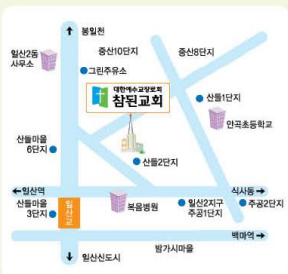 봉일천
일산2동
사무소
중산10단지
중산8단지
그린주유소
대한예수교장로회
참된교회
산들1단지
안곡초등학교
산들마을
6단지
산들2단지
←일산역
식사동→
산들마을
3단지
일산교
복음병원
일산2지구
주공1단지
주공2단지
백마역→
밤가시마을
일산신도시